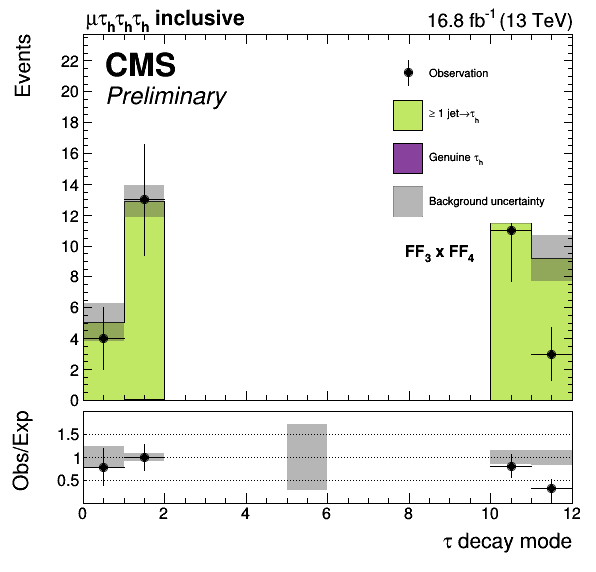 μτhτhτh inclusive
16.8 fb⁻¹ (13 TeV)
CMS
Preliminary
Observation
≥ 1 jet→τh
Genuine τh
Background uncertainty
FF3 x FF4
Events
22
20
18
16
14
12
10
8
6
4
2
0
Obs/Exp
1.5
1
0.5
0 2 4 6 8 10 12
τ decay mode